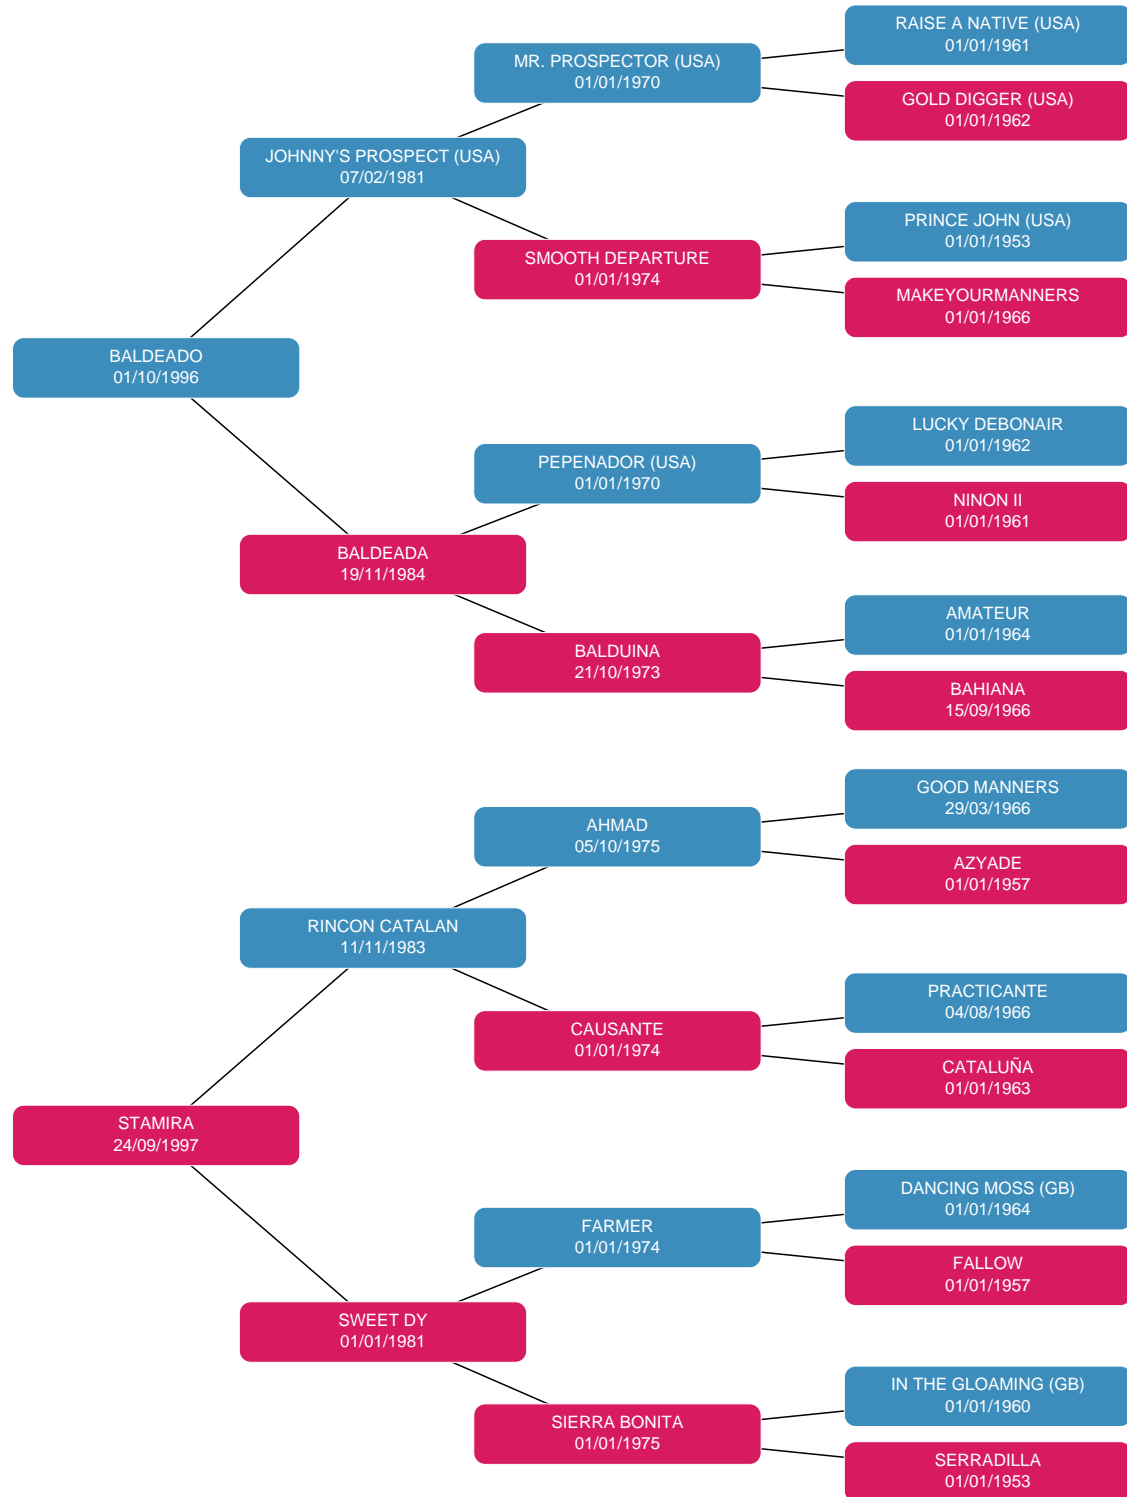 RAISE A NATIVE (USA)
01/01/1961
MR. PROSPECTOR (USA)
01/01/1970
GOLD DIGGER (USA)
01/01/1962
JOHNNY'S PROSPECT (USA)
07/02/1981
PRINCE JOHN (USA)
01/01/1953
SMOOTH DEPARTURE
01/01/1974
MAKEYOURMANNERS
01/01/1966
BALDEADO
01/10/1996
LUCKY DEBONAIR
01/01/1962
PEPENADOR (USA)
01/01/1970
NINON II
01/01/1961
BALDEADA
19/11/1984
AMATEUR
01/01/1964
BALDUINA
21/10/1973
BAHIANA
15/09/1966
GOOD MANNERS
29/03/1966
AHMAD
05/10/1975
AZYADE
01/01/1957
RINCON CATALAN
11/11/1983
PRACTICANTE
04/08/1966
CAUSANTE
01/01/1974
CATALUÑA
01/01/1963
STAMIRA
24/09/1997
DANCING MOSS (GB)
01/01/1964
FARMER
01/01/1974
FALLOW
01/01/1957
SWEET DY
01/01/1981
IN THE GLOAMING (GB)
01/01/1960
SIERRA BONITA
01/01/1975
SERRADILLA
01/01/1953